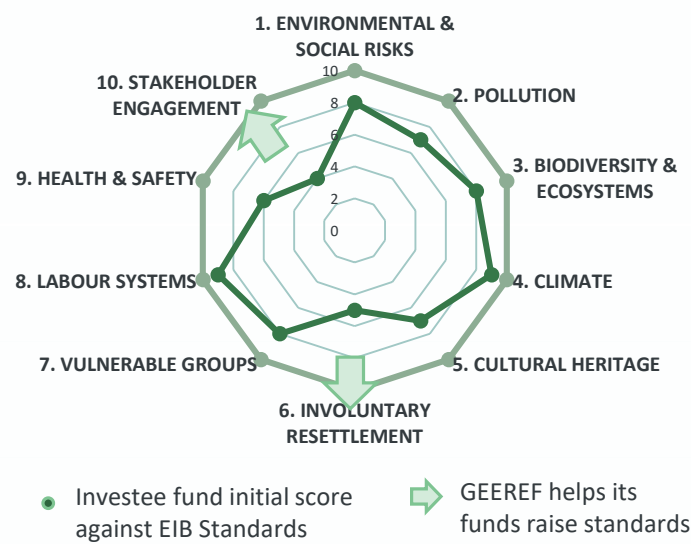 1. ENVIRONMENTAL &
SOCIAL RISKS
10
10. STAKEHOLDER
ENGAGEMENT
8
2. POLLUTION
6
4
9. HEALTH & SAFETY
3. BIODIVERSITY &
ECOSYSTEMS
2
0
8. LABOUR SYSTEMS
4. CLIMATE
7. VULNERABLE GROUPS
5. CULTURAL HERITAGE
6. INVOLUNTARY
RESETTLEMENT
Investee fund initial score
against EIB Standards
GEEREF helps its
funds raise standards